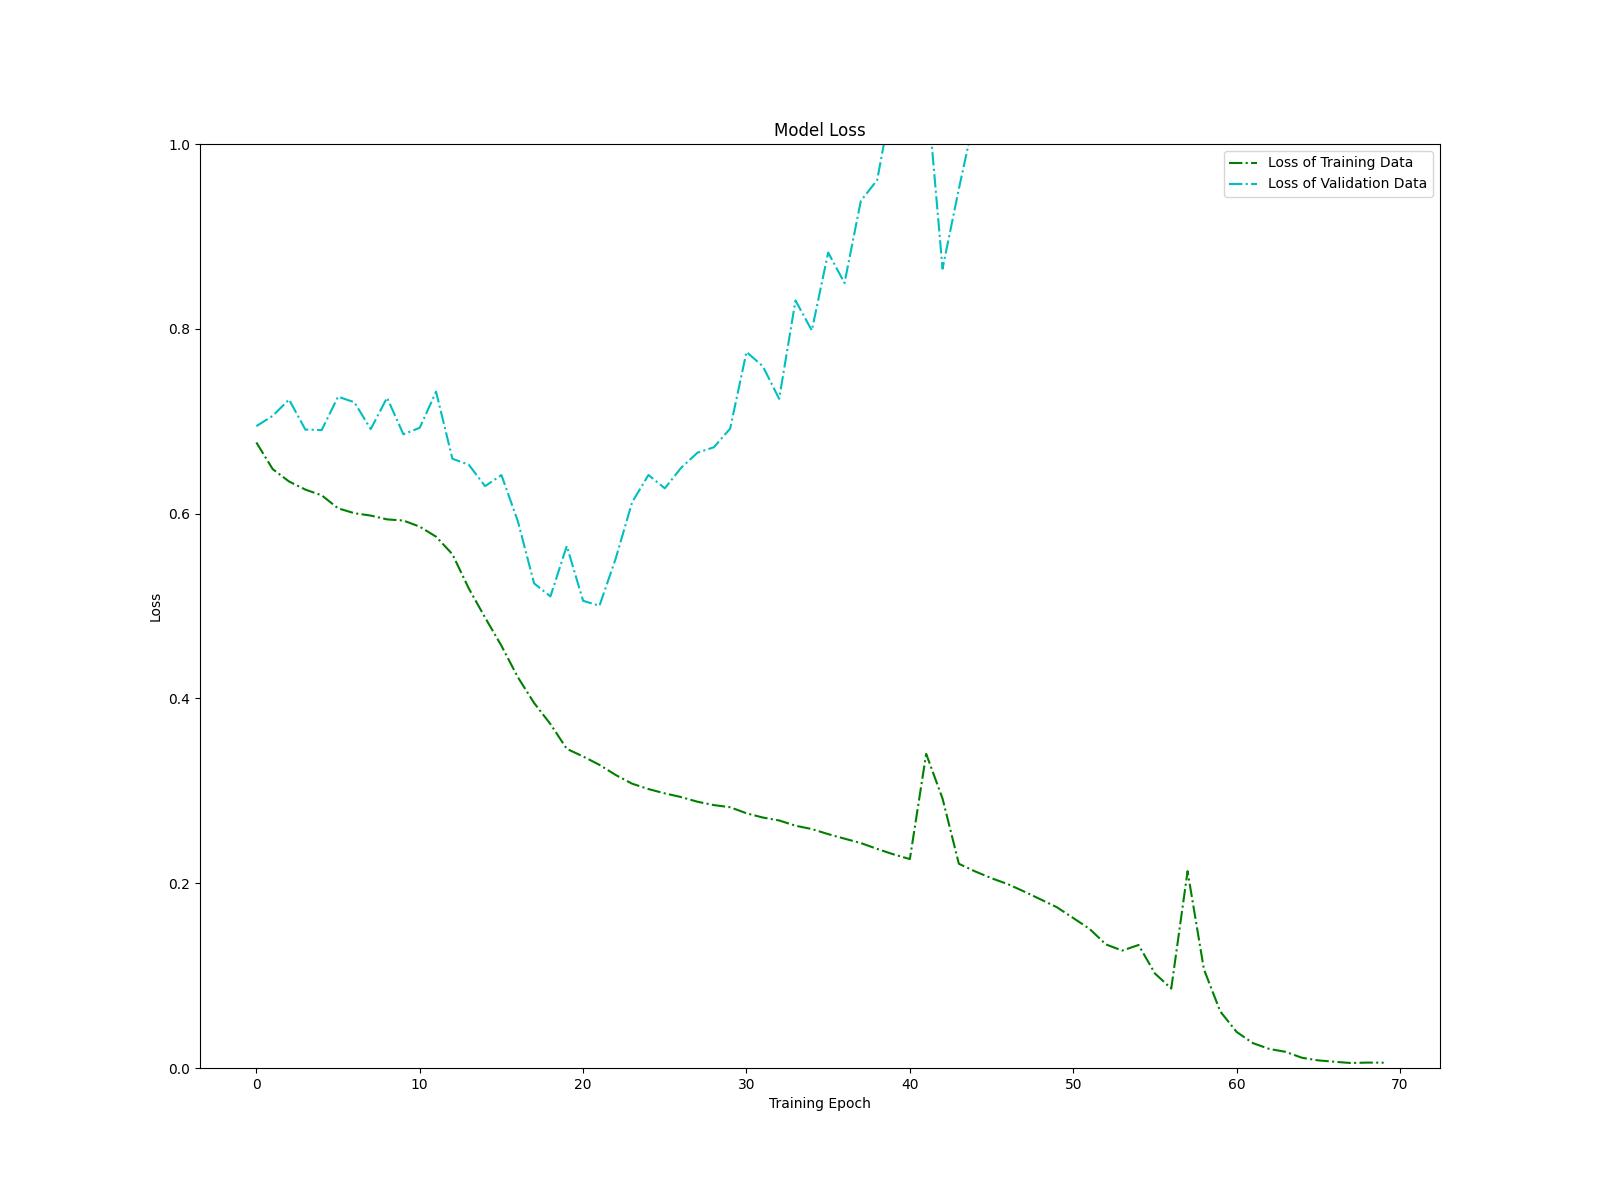 Model Loss
1.0
0.8
0.6
0.4
0.2
0.0
Loss
Loss of Training Data
Loss of Validation Data
0 10 20 30 40 50 60 70
Training Epoch